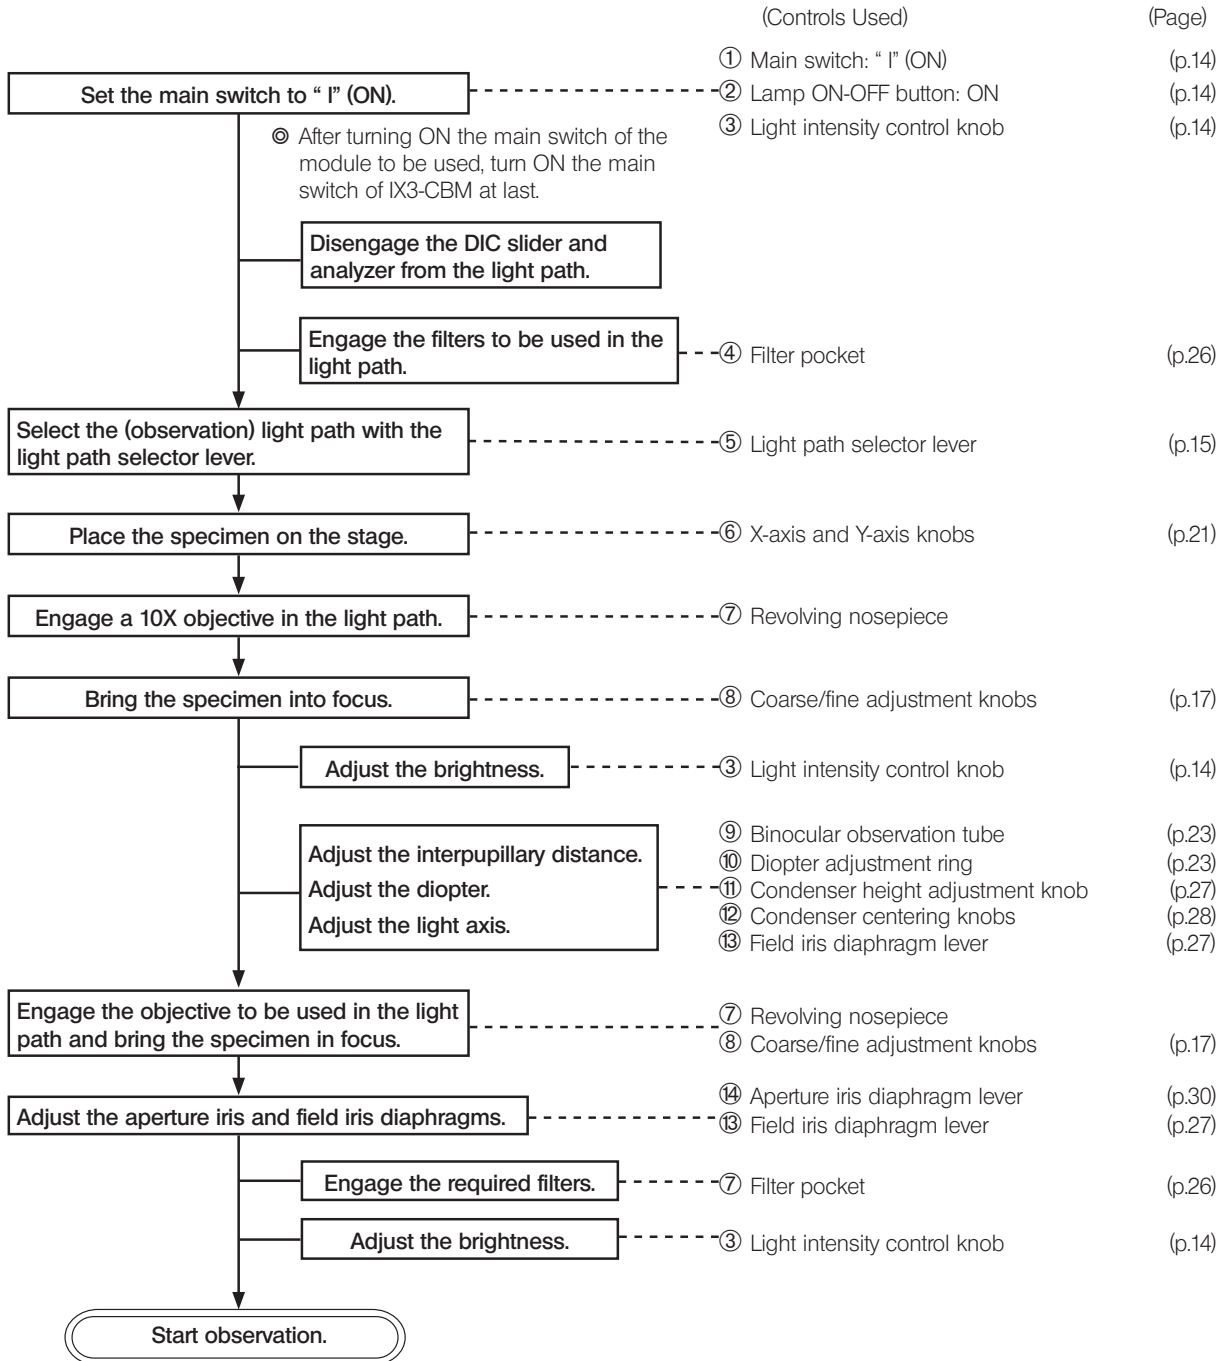 (Controls Used) (Page)
① Main switch: “ I” (ON) (p.14)
Set the main switch to “ I” (ON).
② Lamp ON-OFF button: ON (p.14)
③ Light intensity control knob (p.14)
◎ After turning ON the main switch of the
module to be used, turn ON the main
switch of IX3-CBM at last.
Disengage the DIC slider and
analyzer from the light path.
Engage the filters to be used in the
light path.
④ Filter pocket (p.26)
Select the (observation) light path with the
light path selector lever.
⑤ Light path selector lever (p.15)
Place the specimen on the stage.
⑥ X-axis and Y-axis knobs (p.21)
Engage a 10X objective in the light path.
⑦ Revolving nosepiece
Bring the specimen into focus.
⑧ Coarse/fine adjustment knobs (p.17)
Adjust the brightness.
③ Light intensity control knob (p.14)
Adjust the interpupillary distance.
Adjust the diopter.
Adjust the light axis.
⑨ Binocular observation tube (p.23)
⑩ Diopter adjustment ring (p.23)
⑪ Condenser height adjustment knob (p.27)
⑫ Condenser centering knobs (p.28)
⑬ Field iris diaphragm lever (p.27)
Engage the objective to be used in the light
path and bring the specimen in focus.
⑦ Revolving nosepiece
⑧ Coarse/fine adjustment knobs (p.17)
Adjust the aperture iris and field iris diaphragms.
⑭ Aperture iris diaphragm lever (p.30)
⑬ Field iris diaphragm lever (p.27)
Engage the required filters.
⑦ Filter pocket (p.26)
Adjust the brightness.
③ Light intensity control knob (p.14)
Start observation.